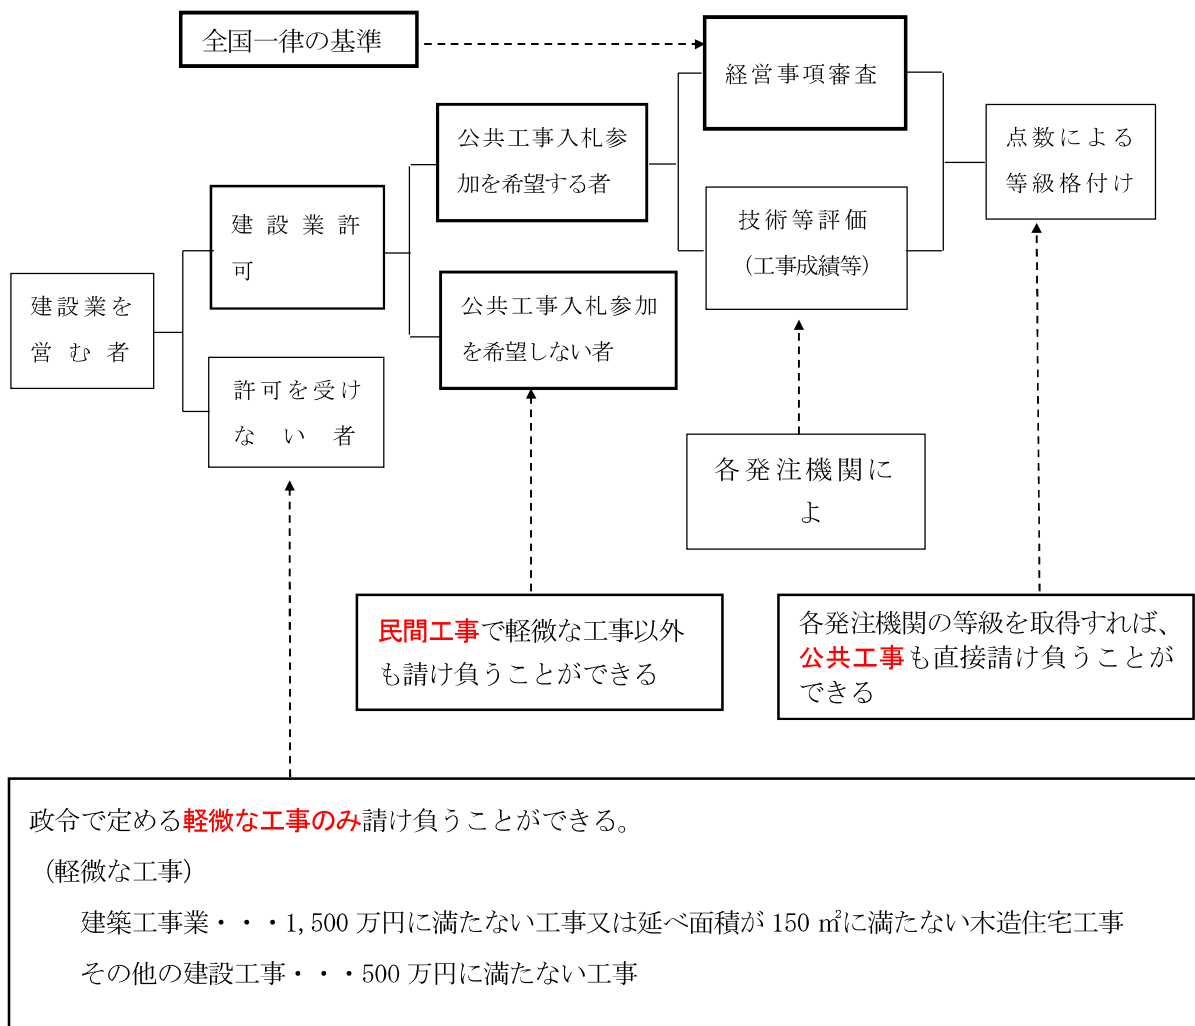 全国一律の基準
経営事項審査
公共工事入札参
加を希望する者
点数による
等級格付け
建設業許
可
技術等評価
（工事成績等）
建設業を
営む者
公共工事入札参加
を希望しない者
許可を受け
ない者
各発注機関に
よ
民間工事で軽微な工事以外
も請け負うことができる
各発注機関の等級を取得すれば、
公共工事も直接請け負うことが
できる
政令で定める軽微な工事のみ請け負うことができる。
（軽微な工事）
建築工事業・・・1,500 万円に満たない工事又は延べ面積が 150 ㎡に満たない木造住宅工事
その他の建設工事・・・500 万円に満たない工事